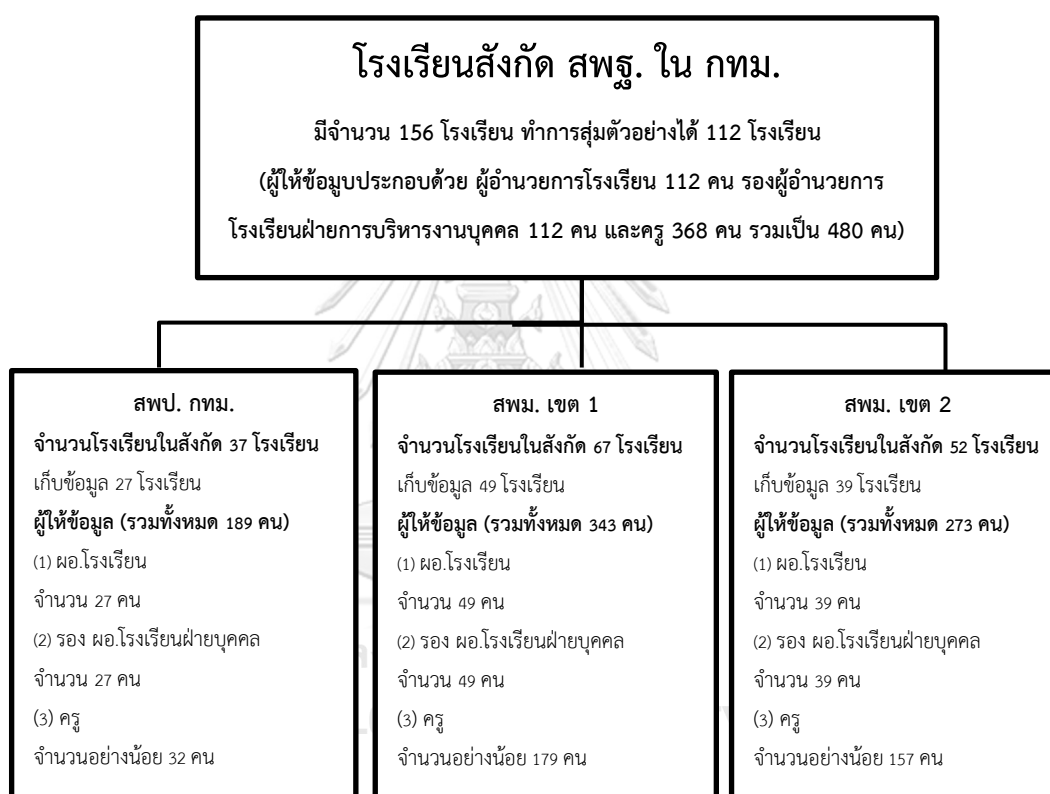 โรงเรียนสังกัด สพฐ. ใน กทม.
มีจำนวน 156 โรงเรียน ทำการสุ่มตัวอย่างได้ 112 โรงเรียน
(ผู้ให้ข้อมูบประกอบด้วย ผู้อำนวยการโรงเรียน 112 คน รองผู้อำนวยการ
โรงเรียนฝ่ายการบริหารงานบุคคล 112 คน และครู 368 คน รวมเป็น 480 คน)
สพป. กทม.
จำนวนโรงเรียนในสังกัด 37 โรงเรียน
เก็บข้อมูล 27 โรงเรียน
ผู้ให้ข้อมูล (รวมทั้งหมด 189 คน)
(1) ผอ.โรงเรียน
จำนวน 27 คน
(2) รอง ผอ.โรงเรียนฝ่ายบุคคล
จำนวน 27 คน
(3) ครู
จำนวนอย่างน้อย 32 คน
สพม. เขต 1
จำนวนโรงเรียนในสังกัด 67 โรงเรียน
เก็บข้อมูล 49 โรงเรียน
ผู้ให้ข้อมูล (รวมทั้งหมด 343 คน)
(1) ผอ.โรงเรียน
จำนวน 49 คน
(2) รอง ผอ.โรงเรียนฝ่ายบุคคล
จำนวน 49 คน
(3) ครู
จำนวนอย่างน้อย 179 คน
สพม. เขต 2
จำนวนโรงเรียนในสังกัด 52 โรงเรียน
เก็บข้อมูล 39 โรงเรียน
ผู้ให้ข้อมูล (รวมทั้งหมด 273 คน)
(1) ผอ.โรงเรียน
จำนวน 39 คน
(2) รอง ผอ.โรงเรียนฝ่ายบุคคล
จำนวน 39 คน
(3) ครู
จำนวนอย่างน้อย 157 คน